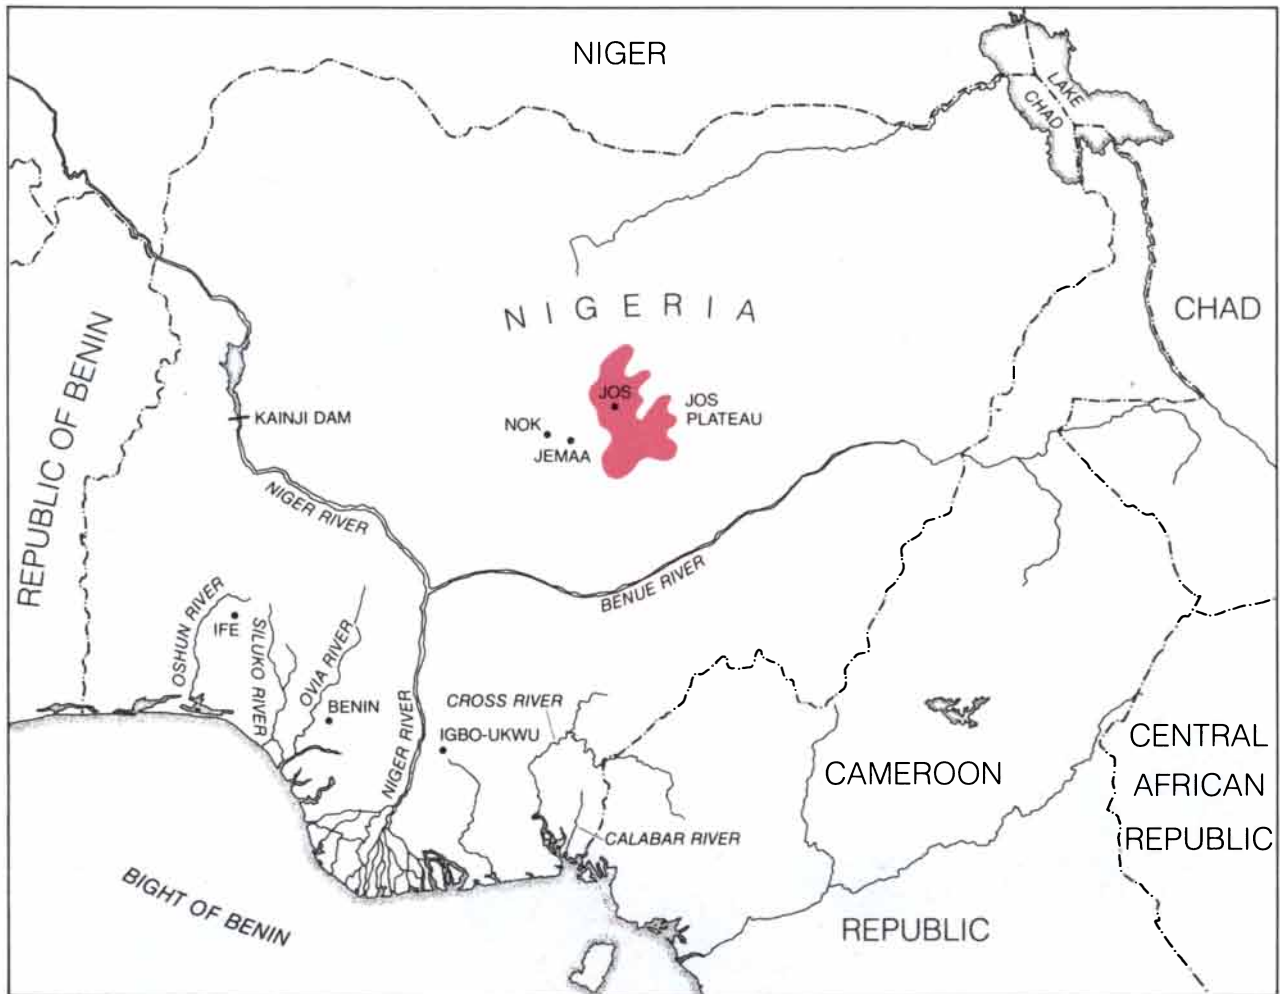 NIGER
LAKE
CHAD
NIGERIA
CHAD
REPUBLIC OF BENIN
JOS
JOS
PLATEAU
KAINJI DAM
NOK
JEMAA
NIGER RIVER
BENUE RIVER
OSHUN RIVER
IFE
SILUKO RIVER
OVIA RIVER
BENIN
NIGER RIVER
CROSS RIVER
IGBO-UKWU
CAMEROON
CENTRAL
AFRICAN
REPUBLIC
CALABAR RIVER
BIGHT OF BENIN
REPUBLIC